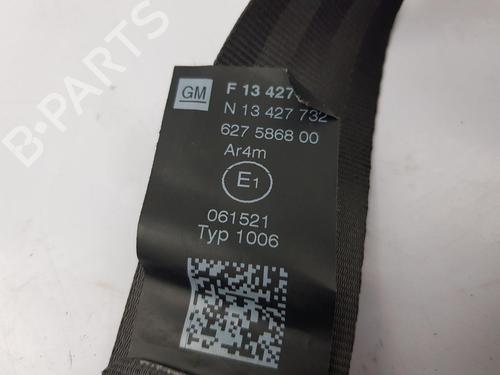 GM F 13 427
N 13 427 732
627 5868 00
Ar4m
E1
061521
Typ 1006
B-Parts